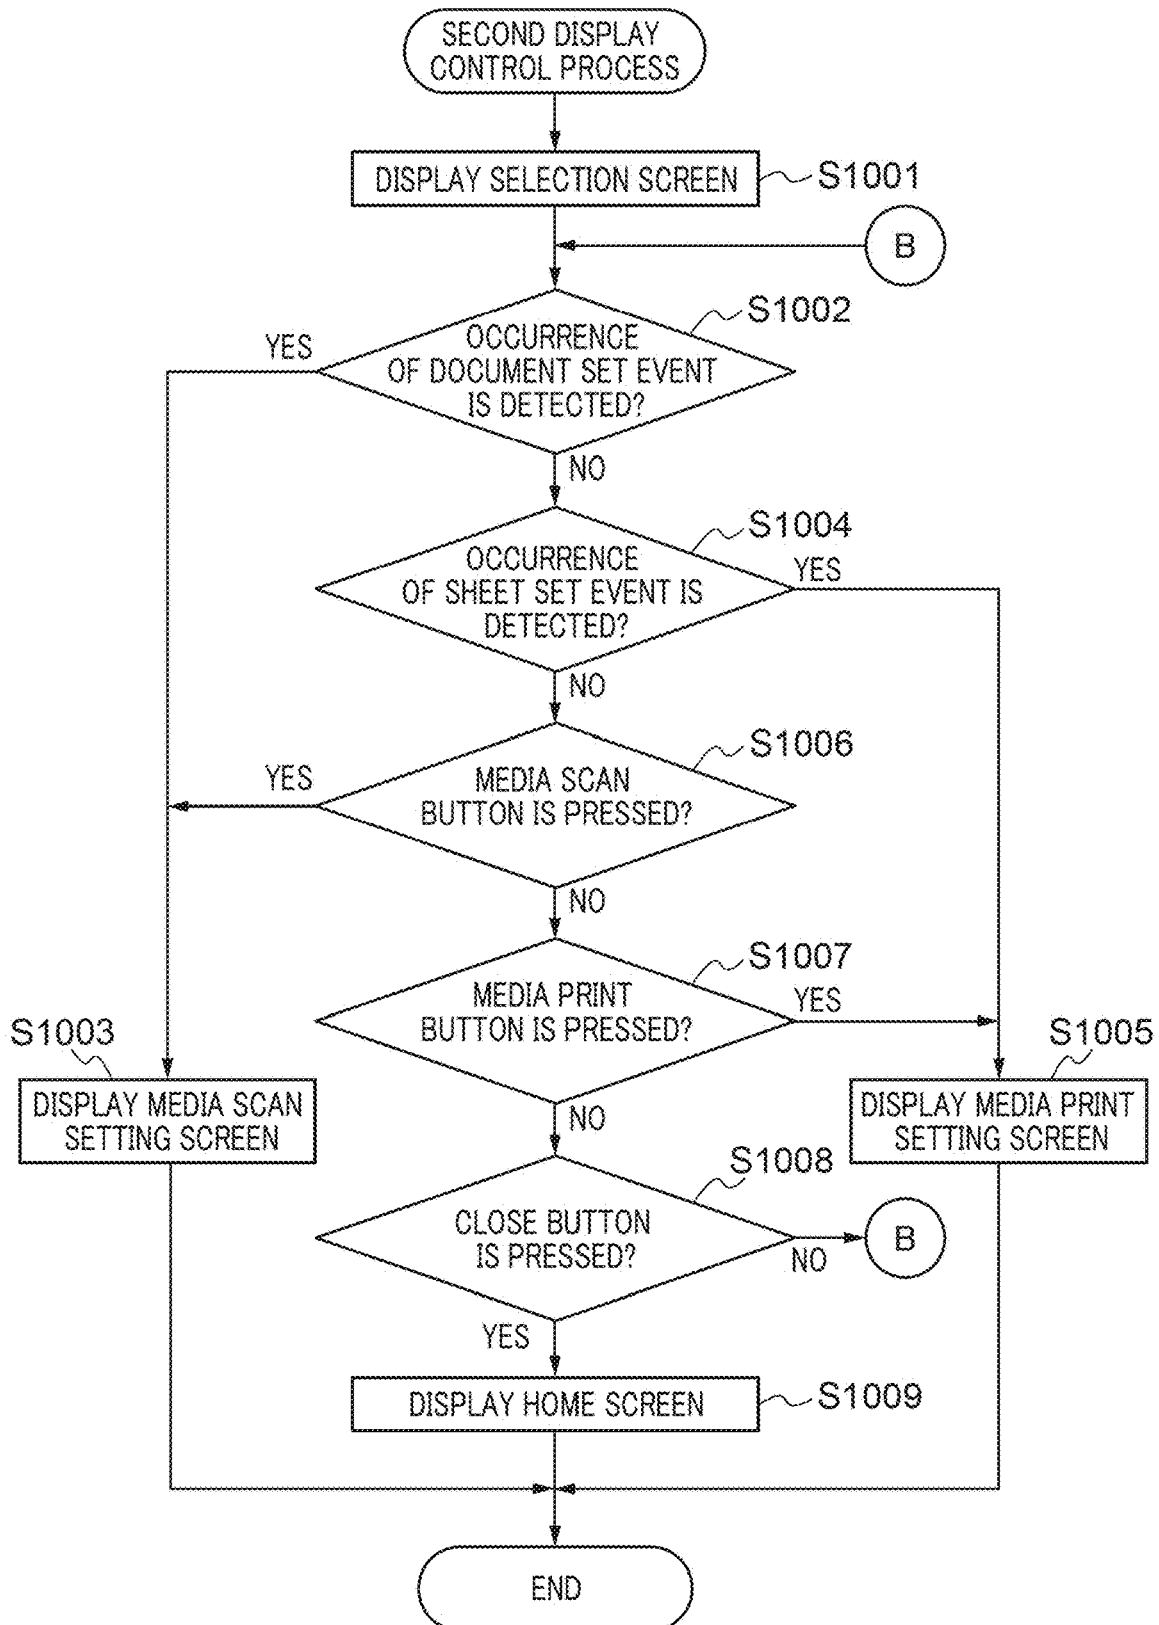 SECOND DISPLAY
CONTROL PROCESS
DISPLAY SELECTION SCREEN
S1001
B
S1002
YES
OCCURRENCE
OF DOCUMENT SET EVENT
IS DETECTED?
NO
S1004
OCCURRENCE
OF SHEET SET EVENT IS
DETECTED?
YES
NO
S1006
YES
MEDIA SCAN
BUTTON IS PRESSED?
NO
S1007
MEDIA PRINT
BUTTON IS PRESSED?
YES
S1003
DISPLAY MEDIA SCAN
SETTING SCREEN
S1005
DISPLAY MEDIA PRINT
SETTING SCREEN
NO
S1008
CLOSE BUTTON
IS PRESSED?
NO
B
YES
DISPLAY HOME SCREEN
S1009
END